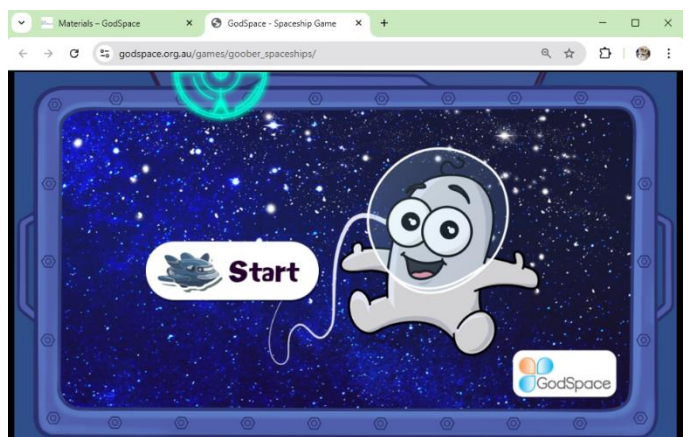 Materials – GodSpace
GodSpace - Spaceship Game
godspace.org.au/games/goober_spaceships/
Start
GodSpace